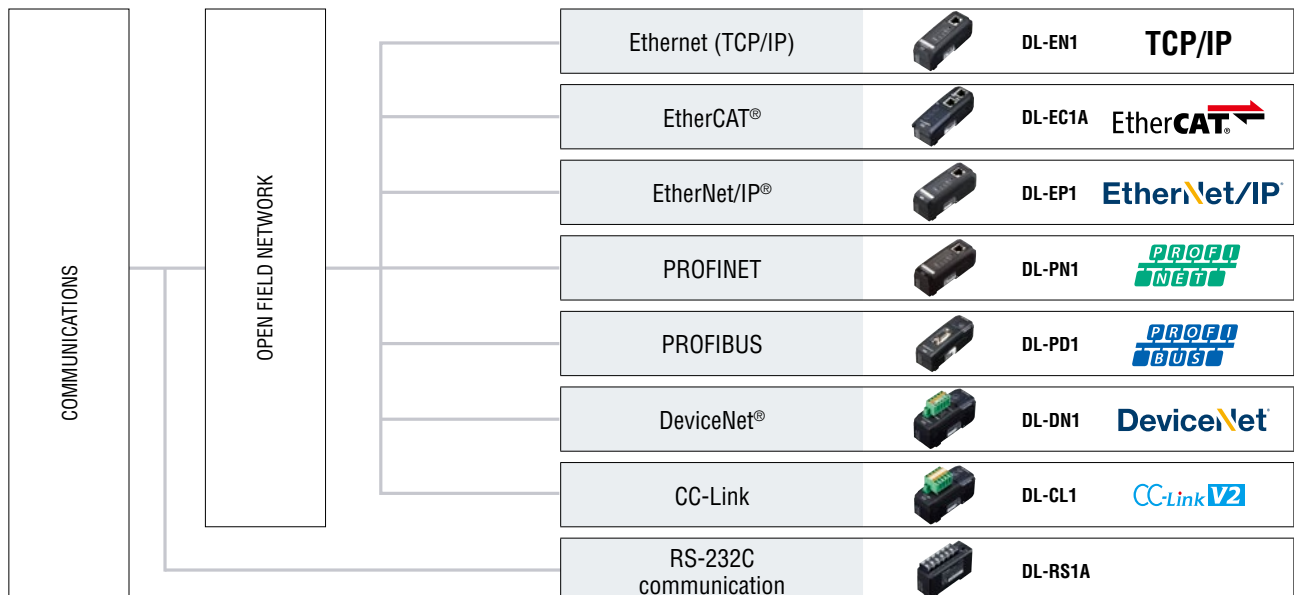 COMMUNICATIONS
OPEN FIELD NETWORK
Ethernet (TCP/IP)
DL-EN1
TCP/IP
EtherCAT®
DL-EC1A
EtherCAT®
EtherNet/IP®
DL-EP1
EtherNet/IP
PROFINET
DL-PN1
PROFI
NET
PROFIBUS
DL-PD1
PROFI
BUS
DeviceNet®
DL-DN1
DeviceNet
CC-Link
DL-CL1
CC-Link V2
RS-232C
communication
DL-RS1A